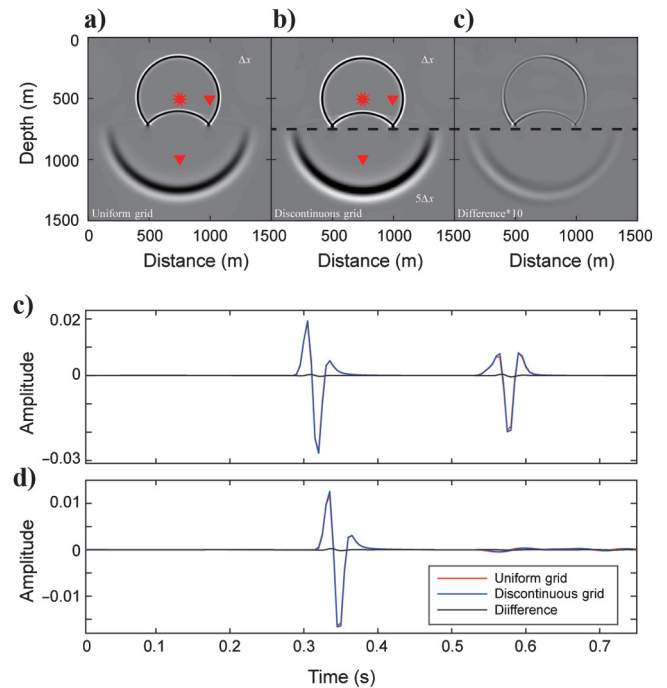 a) b) c)
0
500
1000
1500
Depth (m)
Δx
Uniform grid
Δx
5Δx
Discontinuous grid
Difference*10
0 500 1000 1500 500 1000 1500 500 1000 1500
Distance (m) Distance (m) Distance (m)
c)
0.02
0
−0.03
Amplitude
d)
0.01
0
−0.01
Amplitude
Uniform grid
Discontinuous grid
Diifference
0 0.1 0.2 0.3 0.4 0.5 0.6 0.7
Time (s)